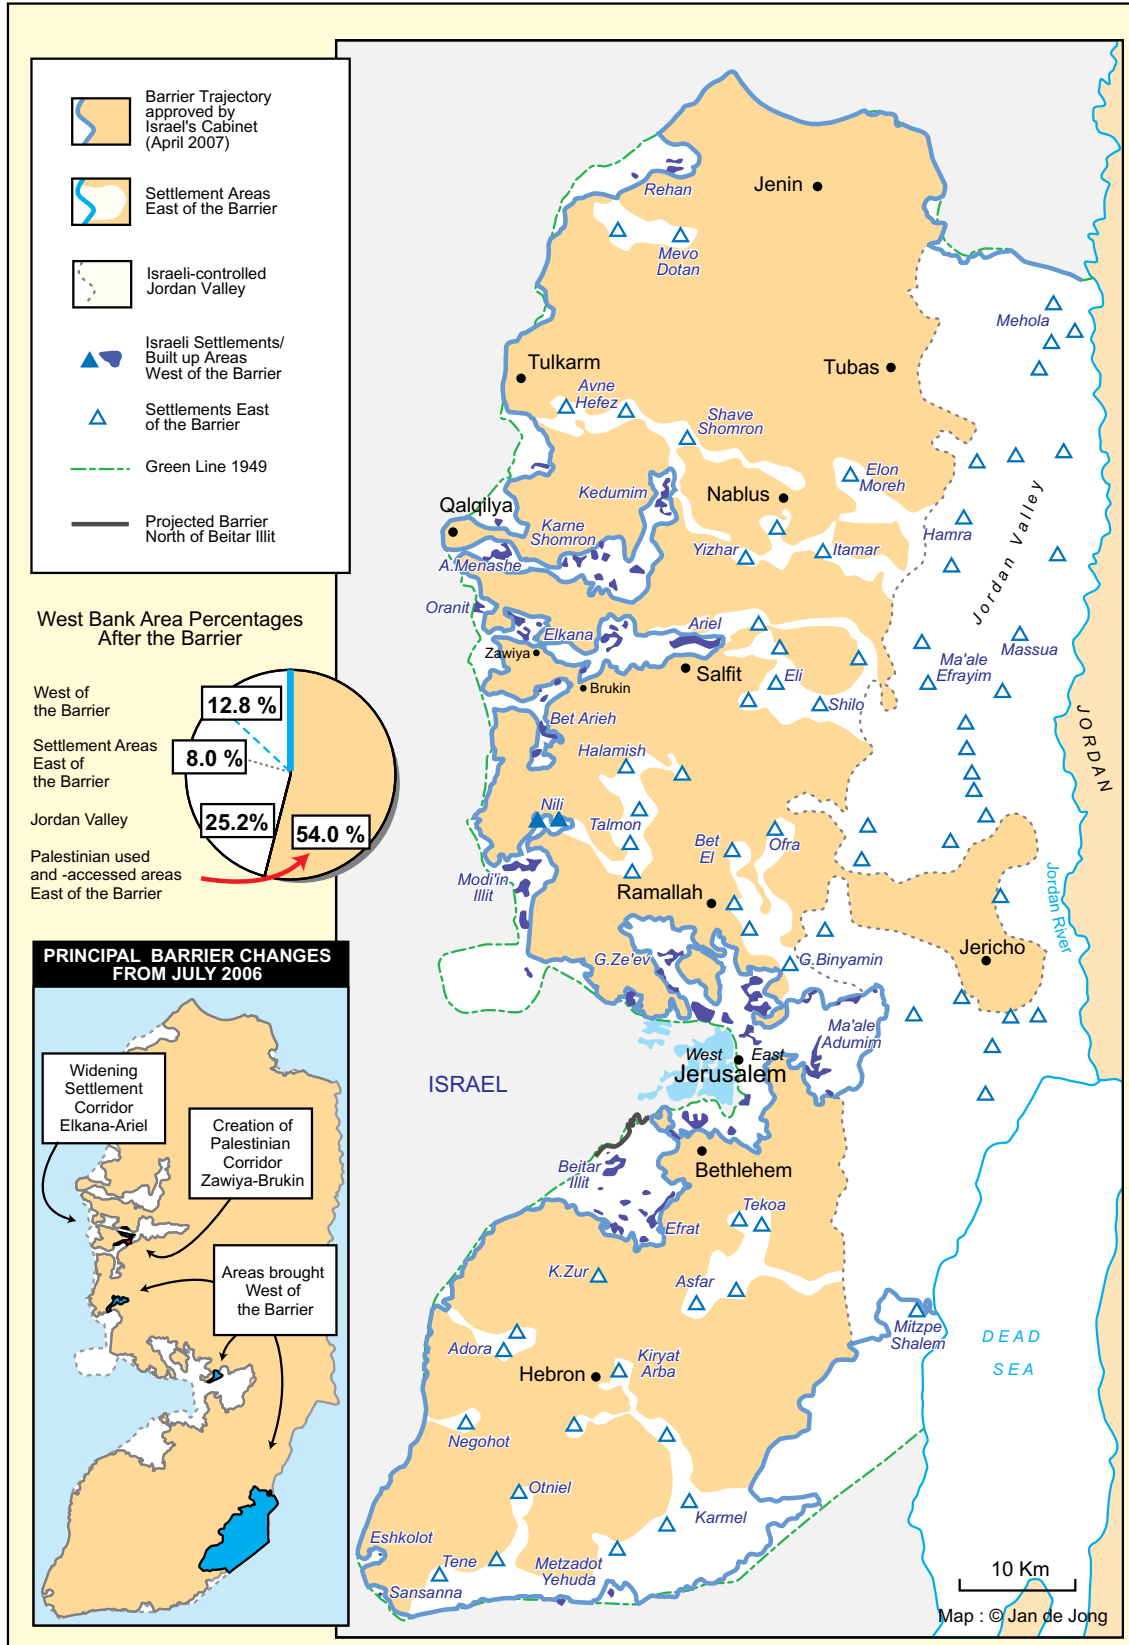 Barrier Trajectory
approved by
Israel's Cabinet
(April 2007)
Settlement Areas
East of the Barrier
Israeli-controlled
Jordan Valley
Israeli Settlements/
Built up Areas
West of the Barrier
Settlements East
of the Barrier
Green Line 1949
Projected Barrier
North of Beitar Illit
West Bank Area Percentages
After the Barrier
West of
the Barrier
12.8 %
Settlement Areas
East of
the Barrier
8.0 %
Jordan Valley
25.2%
54.0 %
Palestinian used
and -accessed areas
East of the Barrier
PRINCIPAL BARRIER CHANGES
FROM JULY 2006
Widening
Settlement
Corridor
Elkana-Ariel
Creation of
Palestinian
Corridor
Zawiya-Brukin
Areas brought
West of
the Barrier
Rehan
Jenin
Mevo
Dotan
Mehola
Tulkarm
Tubas
Avne
Hefez
Shave
Shomron
Elon
Moreh
Kedumim
Nablus
Qalqilya
Karne
Shomron
Hamra
Jordan Valley
A.Menashe
Yizhar
Itamar
Oranit
Elkana
Ariel
Zawiya
Salfit
Massua
Ma'ale
Efrayim
Eli
Brukin
Shilo
Bet Arieh
JORDAN
Halamish
Nili
Talmon
Bet
El
Ofra
Modi'in
Illit
Ramallah
Jordan River
G.Ze'ev
G.Binyamin
Jericho
Ma'ale
Adumim
West
East
Jerusalem
ISRAEL
Beitar
Illit
Bethlehem
Efrat
Tekoa
K.Zur
Asfar
Mitzpe
Shalem
DEAD
SEA
Adora
Kiryat
Arba
Hebron
Negohot
Otniel
Karmel
Eshkolot
Tene
Metzadot
Yehuda
Sansanna
10 Km
Map : © Jan de Jong